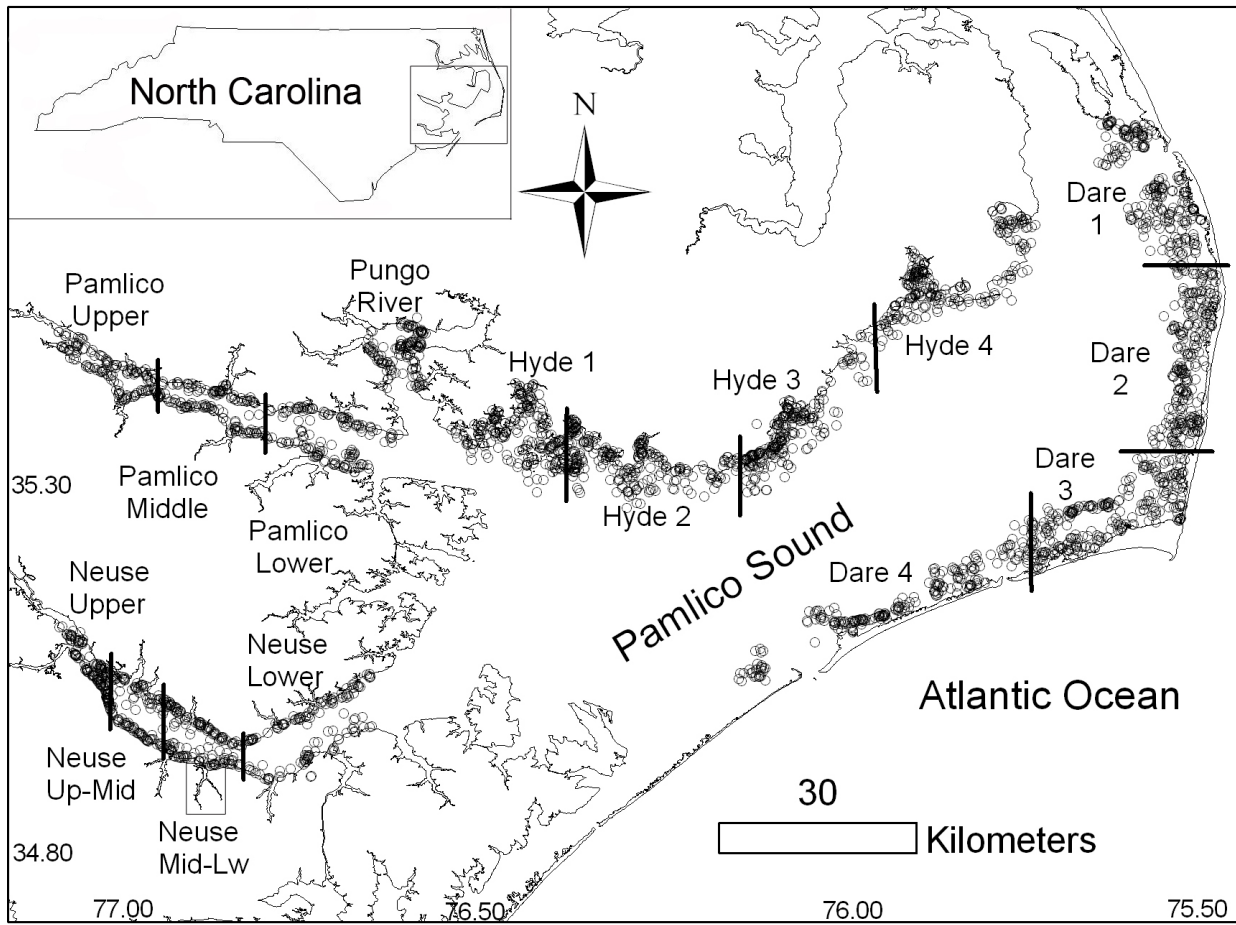 North Carolina
N
Dare
1
Pungo
River
Pamlico
Upper
Hyde 1
Hyde 3
Hyde 4
Dare
2
Pamlico
Middle
35.30
Hyde 2
Dare
3
Pamlico
Lower
Dare 4
Pamlico Sound
Neuse
Upper
Neuse
Lower
Atlantic Ocean
Neuse
Up-Mid
Neuse
Mid-Lw
30
Kilometers
34.80
77.00
76.50
76.00
75.50